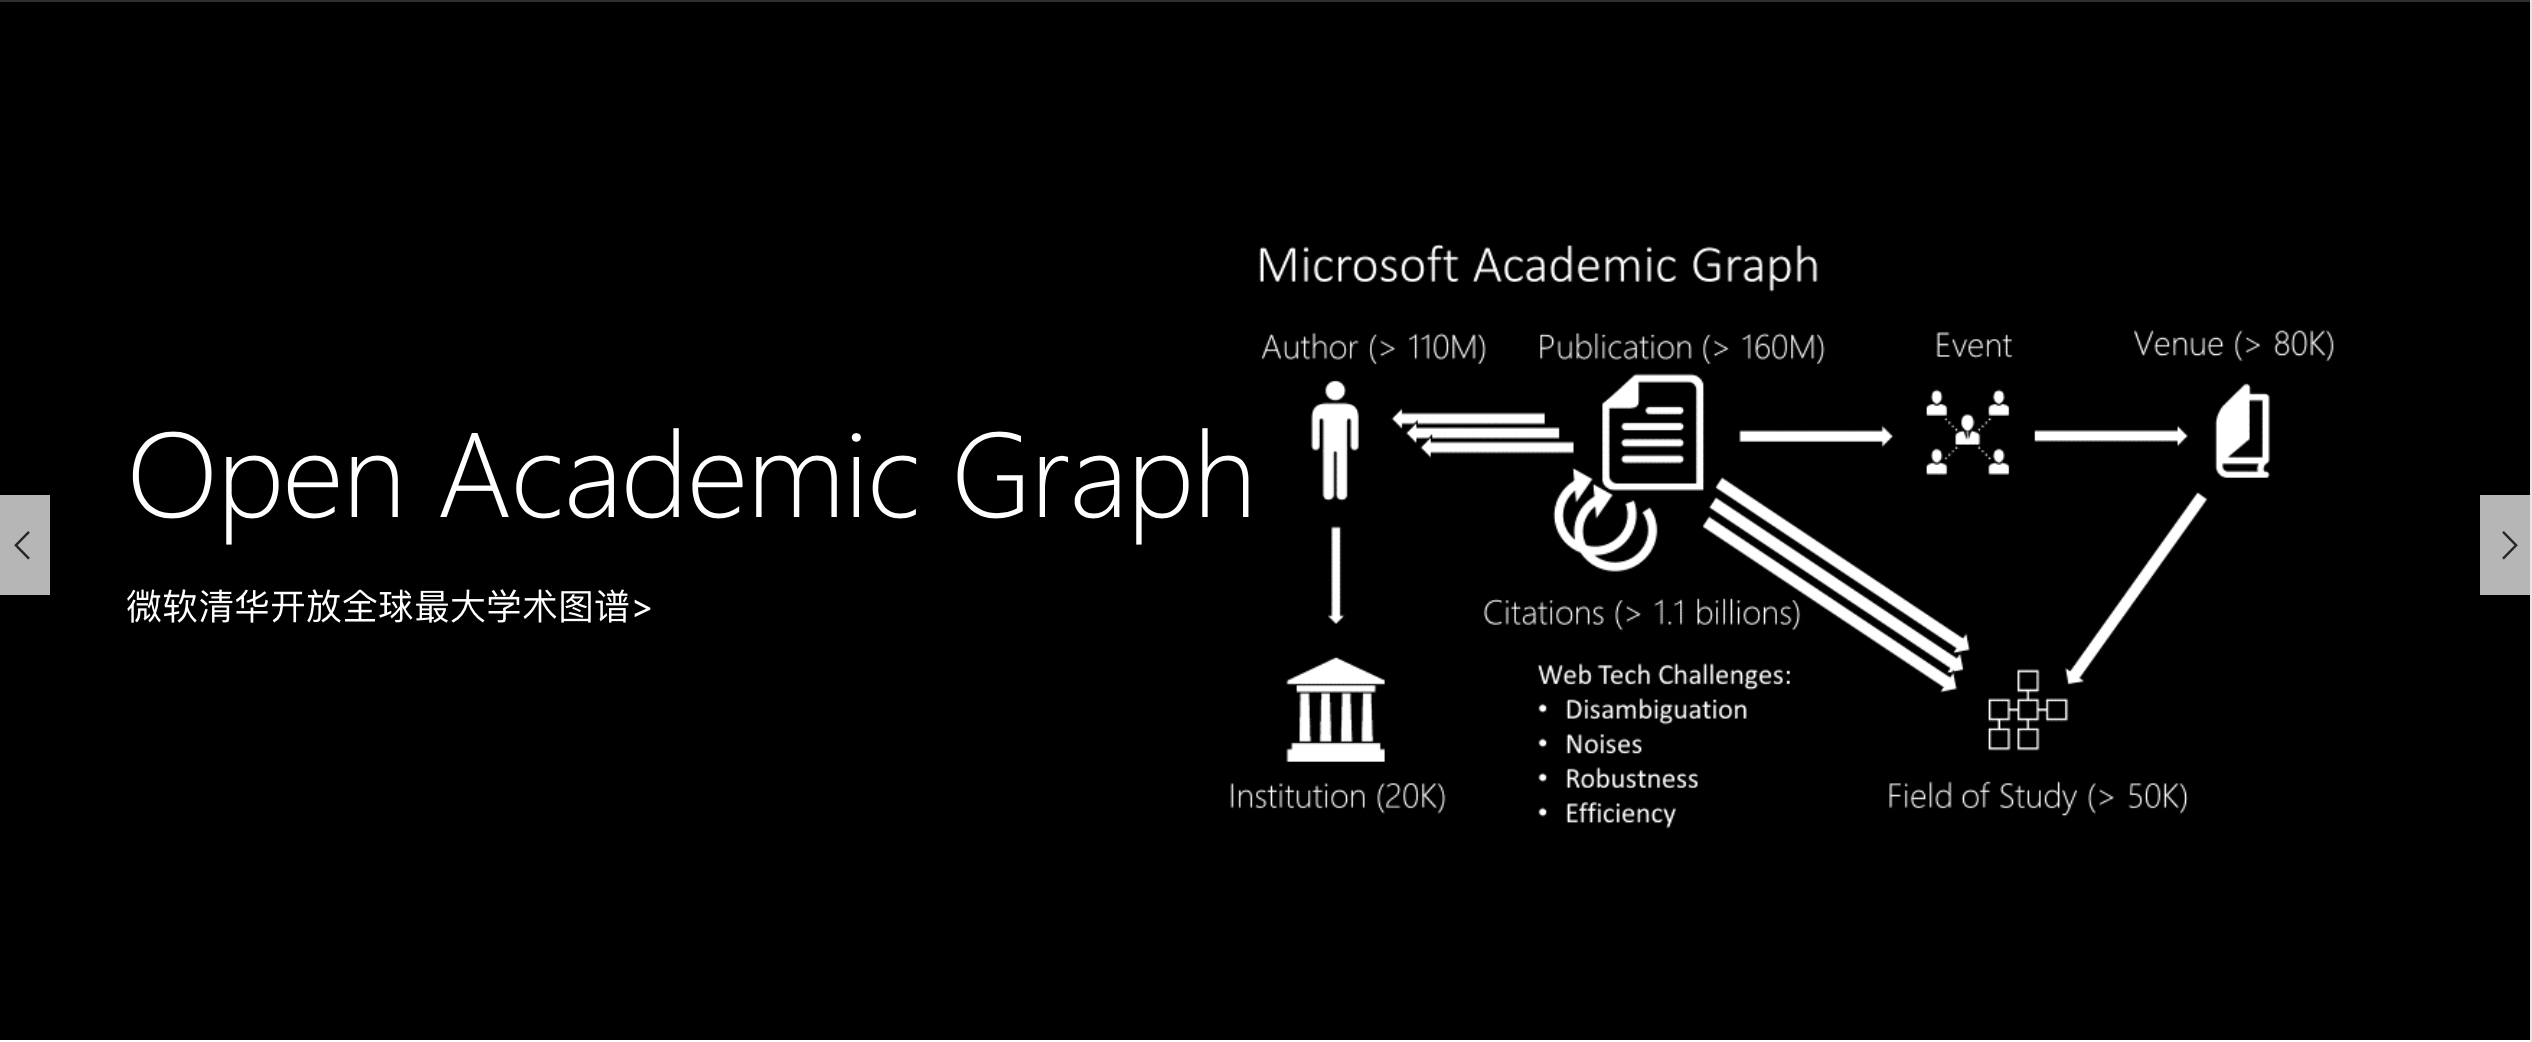 Open Academic Graph
微软清华开放全球最大学术图谱>
Microsoft Academic Graph
Author (> 110M)
Publication (> 160M)
Event
Venue (> 80K)
Citations (> 1.1 billions)
Web Tech Challenges:
• Disambiguation
• Noises
• Robustness
• Efficiency
Institution (20K)
Field of Study (> 50K)